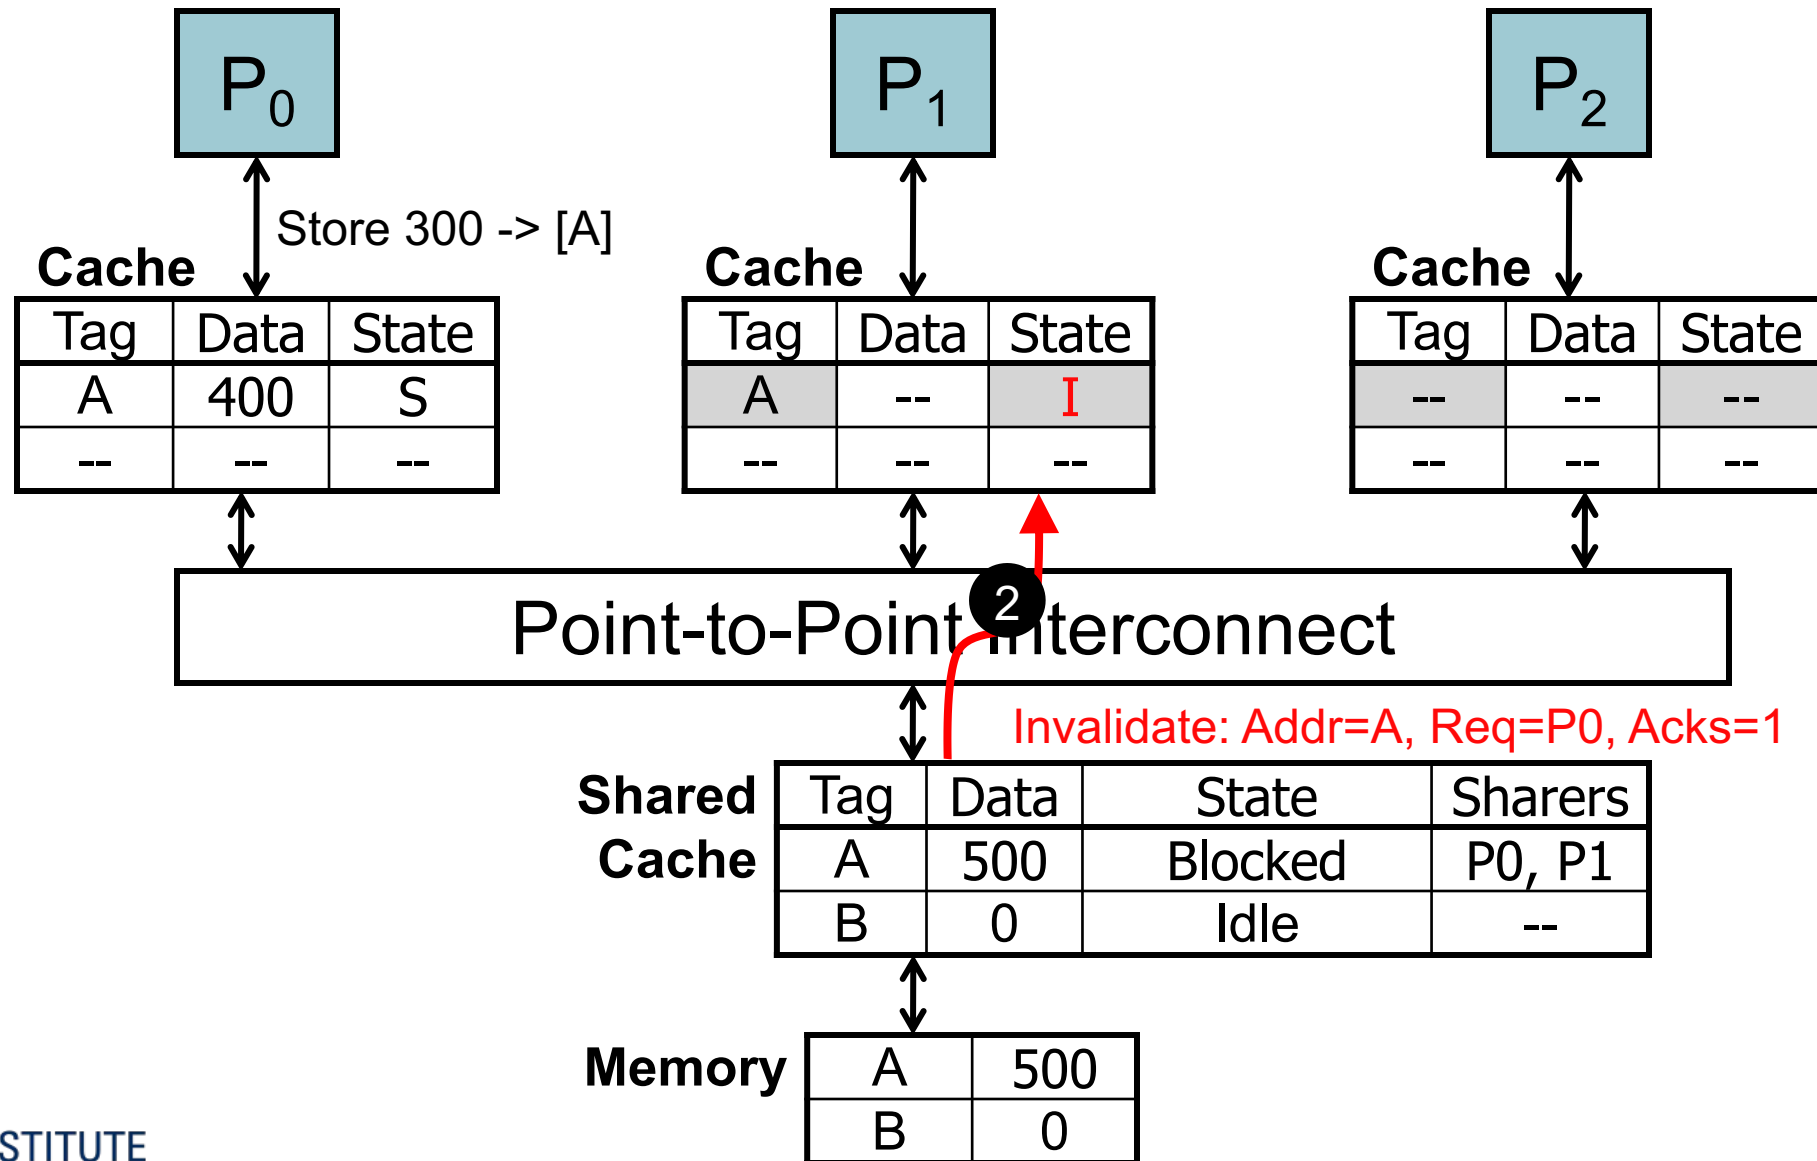 P0 P1 P2
Store 300 -> [A]
Cache Cache Cache
Tag Data State Tag Data State Tag Data State
A 400 S A -- I -- -- --
-- -- -- -- -- -- -- -- --
2
Point-to-Point Interconnect
Invalidate: Addr=A, Req=P0, Acks=1
Shared Tag Data State Sharers
Cache A 500 Blocked P0, P1
B 0 Idle --
Memory A 500
B 0
STITUTE